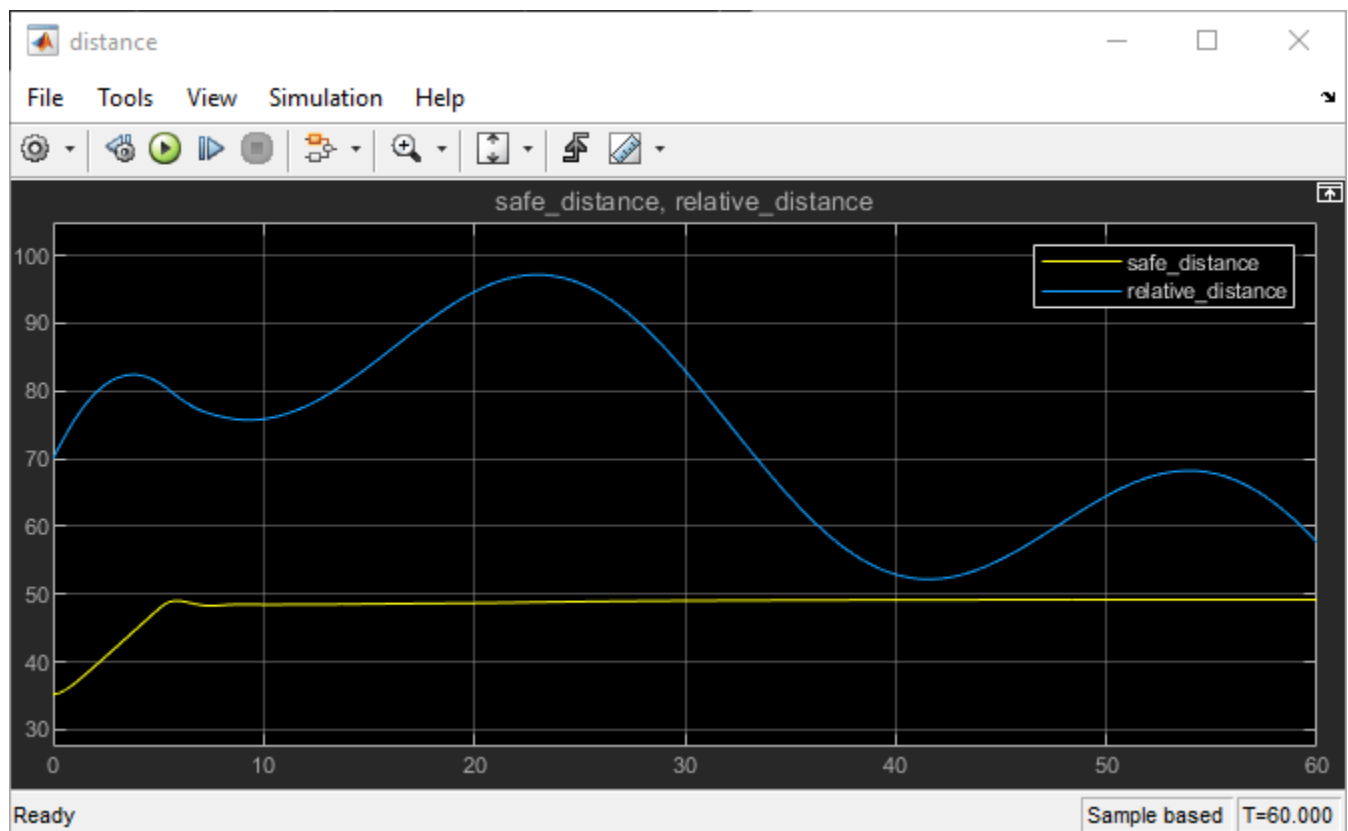 distance
File Tools View Simulation Help
safe_distance, relative_distance
safe_distance
relative_distance
100
90
80
70
60
50
40
30
0 10 20 30 40 50 60
Ready Sample based T=60.000